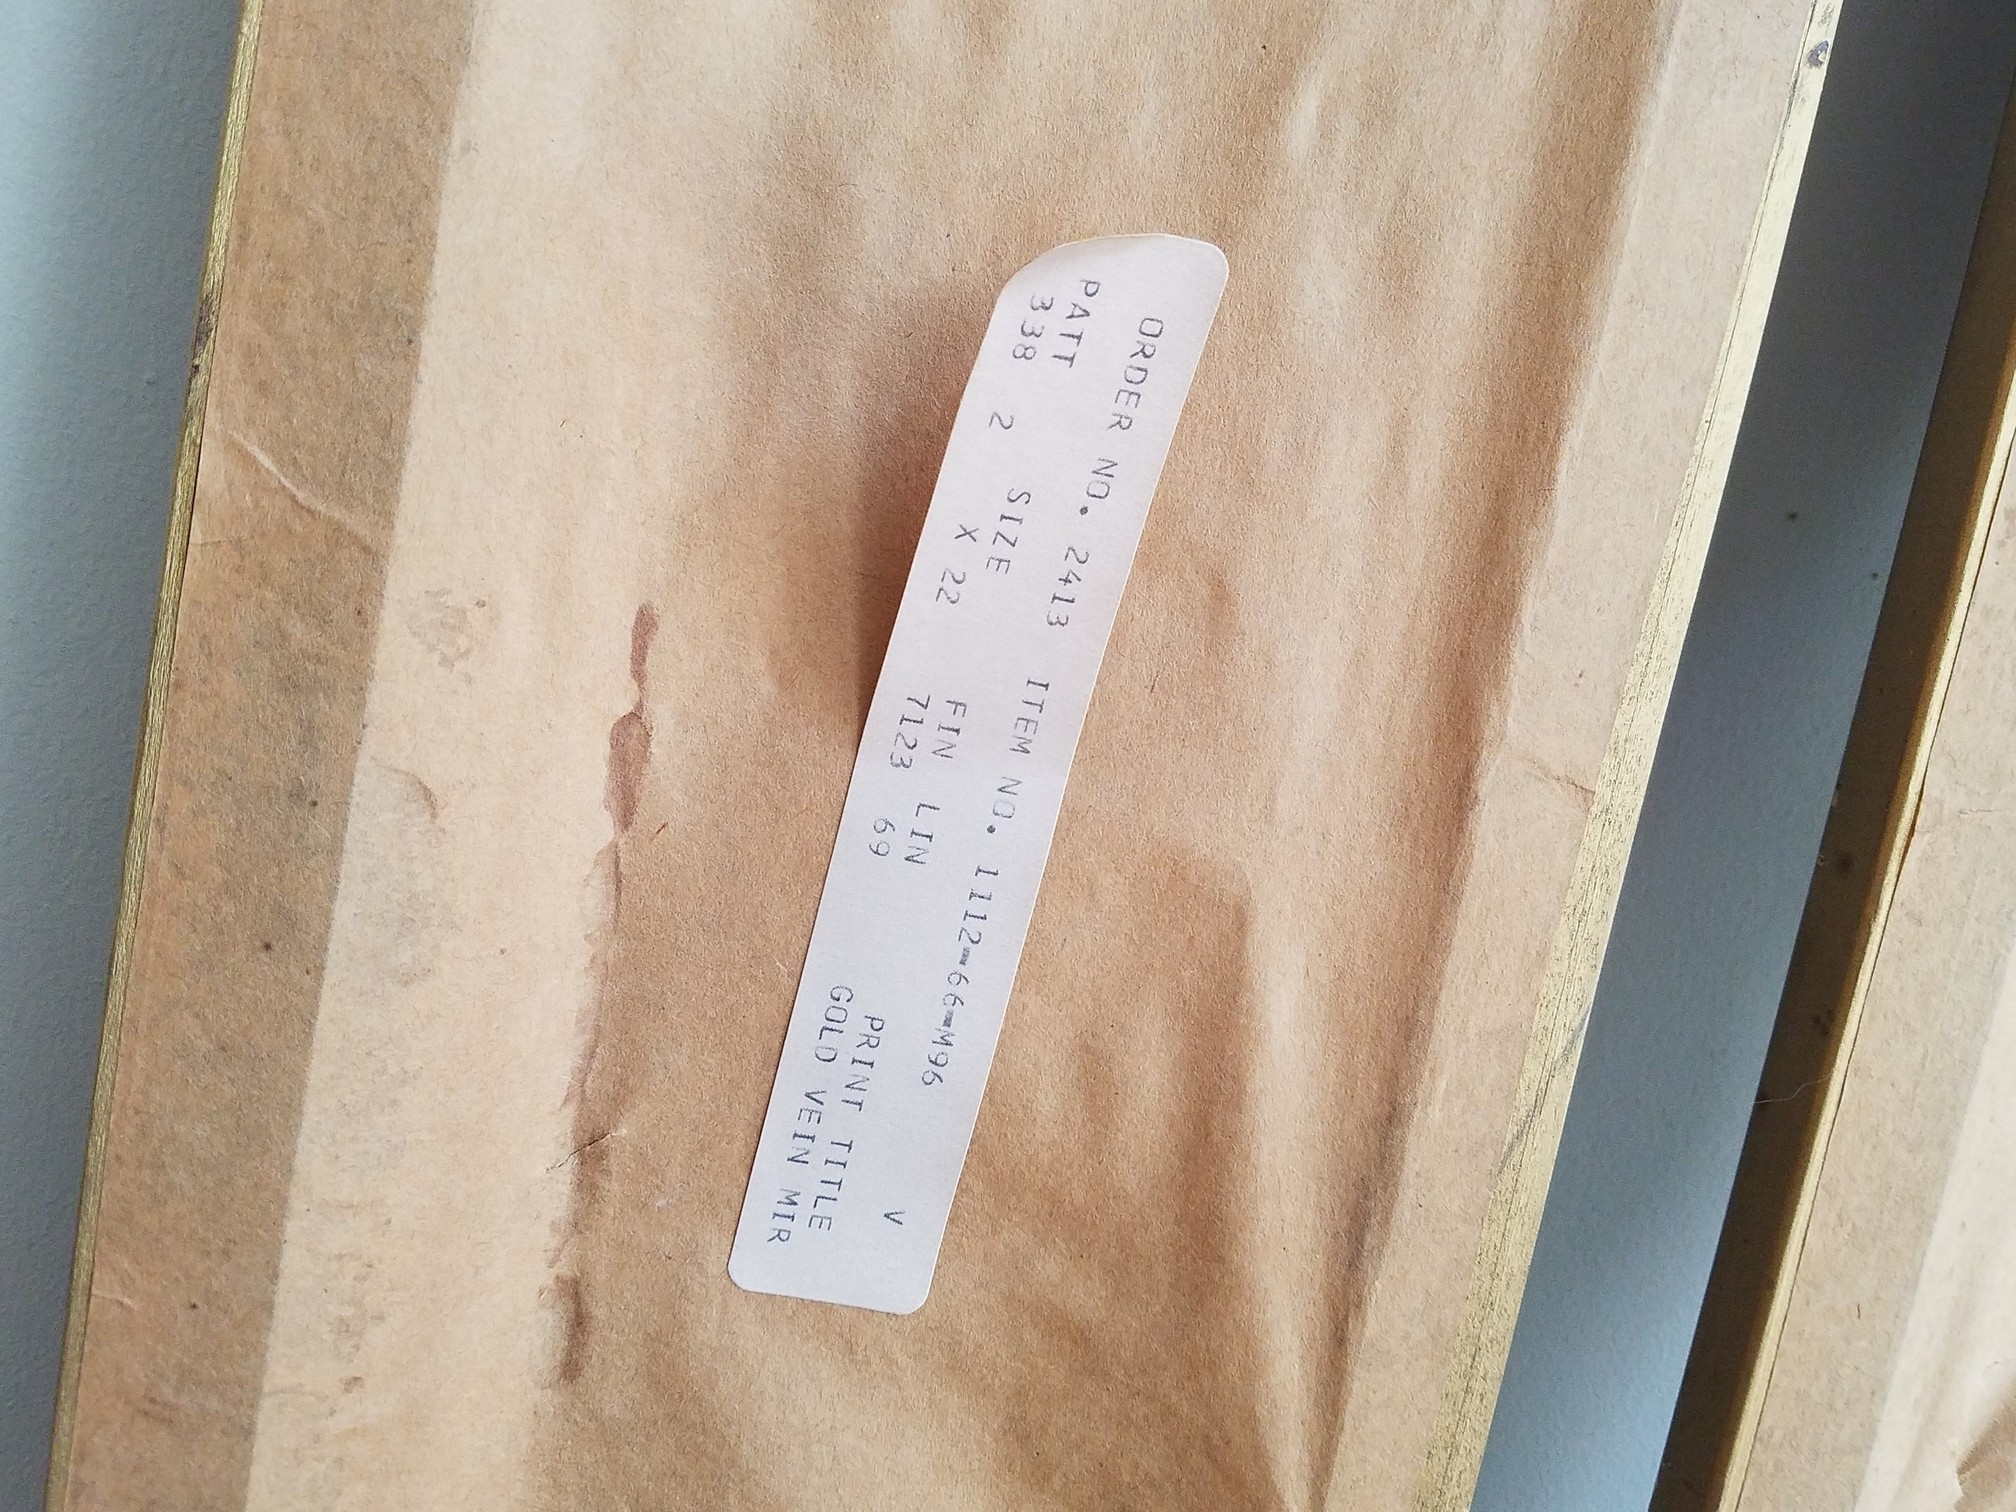 ORDER NO. 2413 ITEM NO. 1112-66-M96 V
PATT SIZE FIN LIN PRINT TITLE
338 2 X 22 7123 69 GOLD VEIN MIR